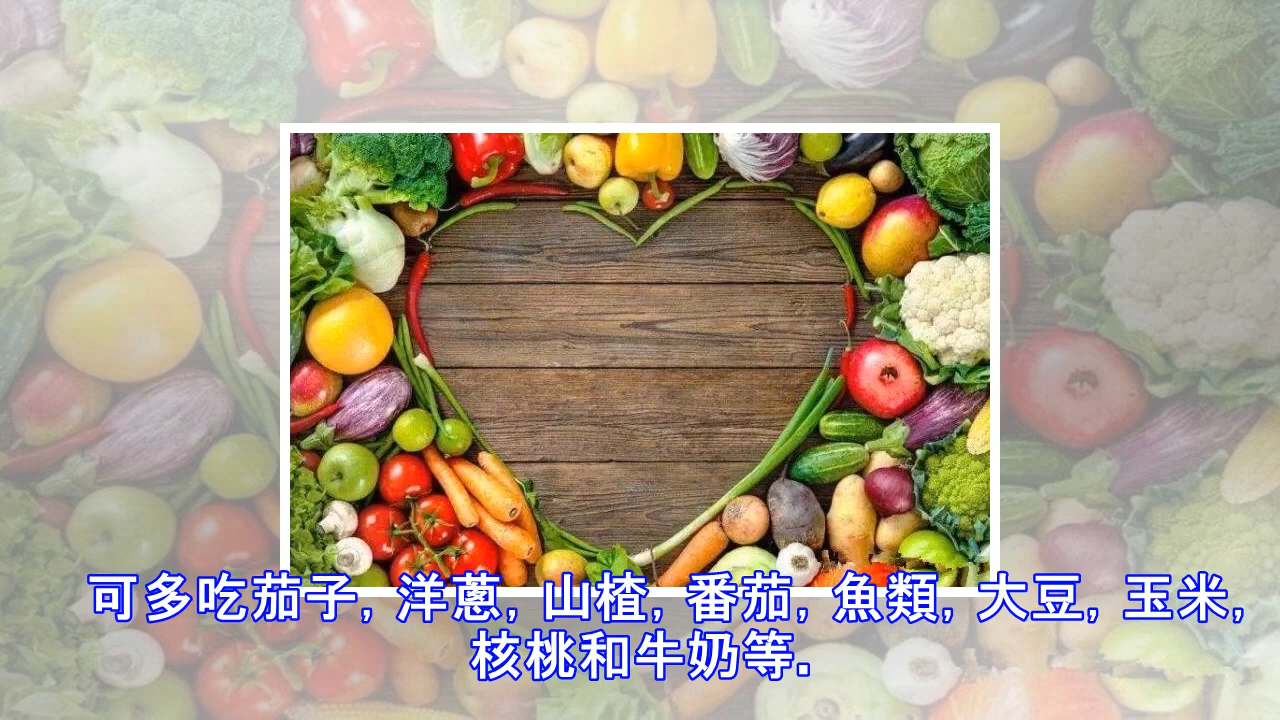 可多吃茄子, 洋蔥, 山楂, 番茄, 魚類, 大豆, 玉米,
核桃和牛奶等.